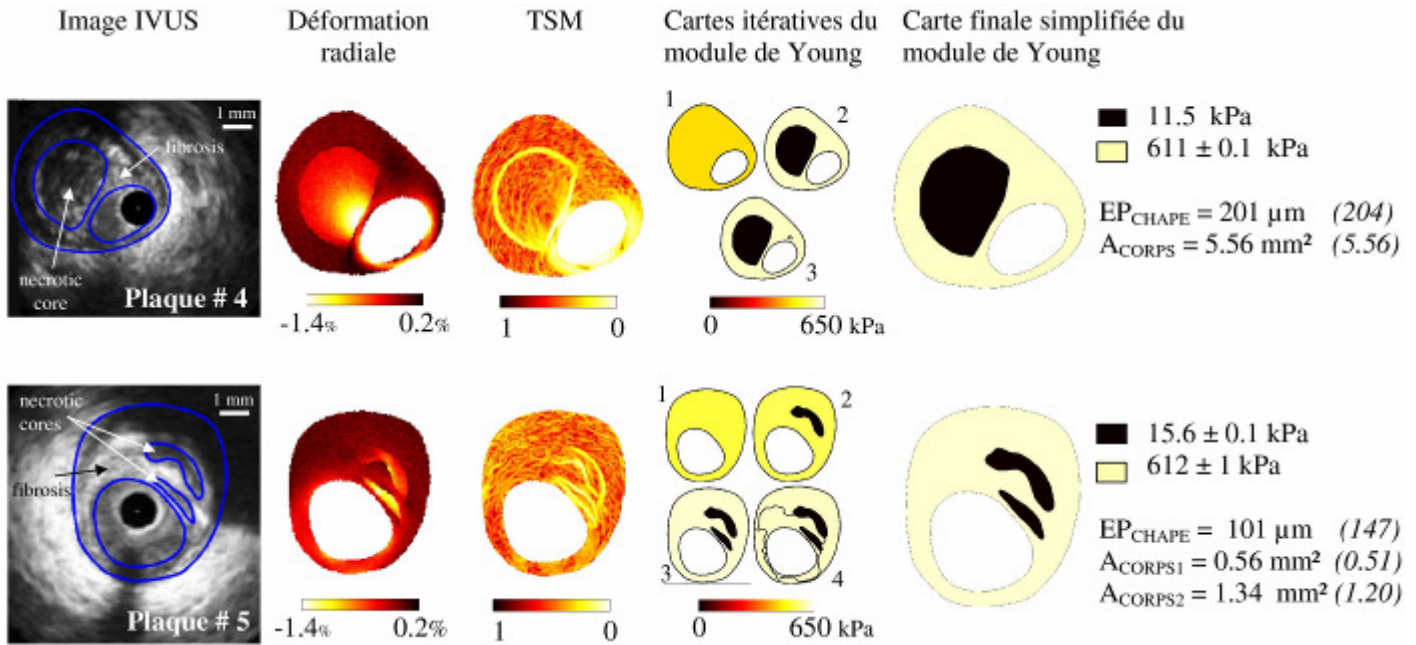 Image IVUS
Déformation radiale
TSM
Cartes itératives du module de Young
Carte finale simplifiée du module de Young
1 mm
fibrosis
necrotic core
Plaque # 4
-1.4% 0.2%
1 0
1
2
3
0 650 kPa
11.5 kPa
611 ± 0.1 kPa
EPCHAPE = 201 µm (204)
ACORPS = 5.56 mm² (5.56)
necrotic cores
1 mm
fibrosis
Plaque # 5
-1.4% 0.2%
1 0
1
2
3
4
0 650 kPa
15.6 ± 0.1 kPa
612 ± 1 kPa
EPCHAPE = 101 µm (147)
ACORPS1 = 0.56 mm² (0.51)
ACORPS2 = 1.34 mm² (1.20)